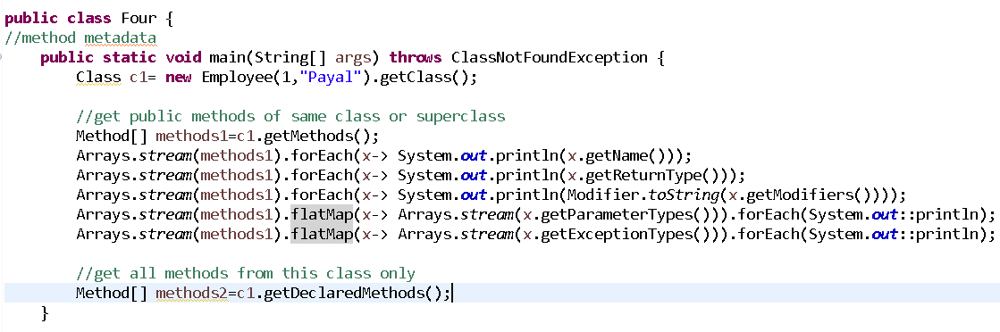 public class Four {
//method metadata
public static void main(String[] args) throws ClassNotFoundException {
Class c1= new Employee(1,"Payal").getClass();
//get public methods of same class or superclass
Method[] methods1=c1.getMethods();
Arrays.stream(methods1).forEach(x-> System.out.println(x.getName()));
Arrays.stream(methods1).forEach(x-> System.out.println(x.getReturnType()));
Arrays.stream(methods1).forEach(x-> System.out.println(Modifier.toString(x.getModifiers())));
Arrays.stream(methods1).flatMap(x-> Arrays.stream(x.getParameterTypes())).forEach(System.out::println);
Arrays.stream(methods1).flatMap(x-> Arrays.stream(x.getExceptionTypes())).forEach(System.out::println);
//get all methods from this class only
Method[] methods2=c1.getDeclaredMethods();
}